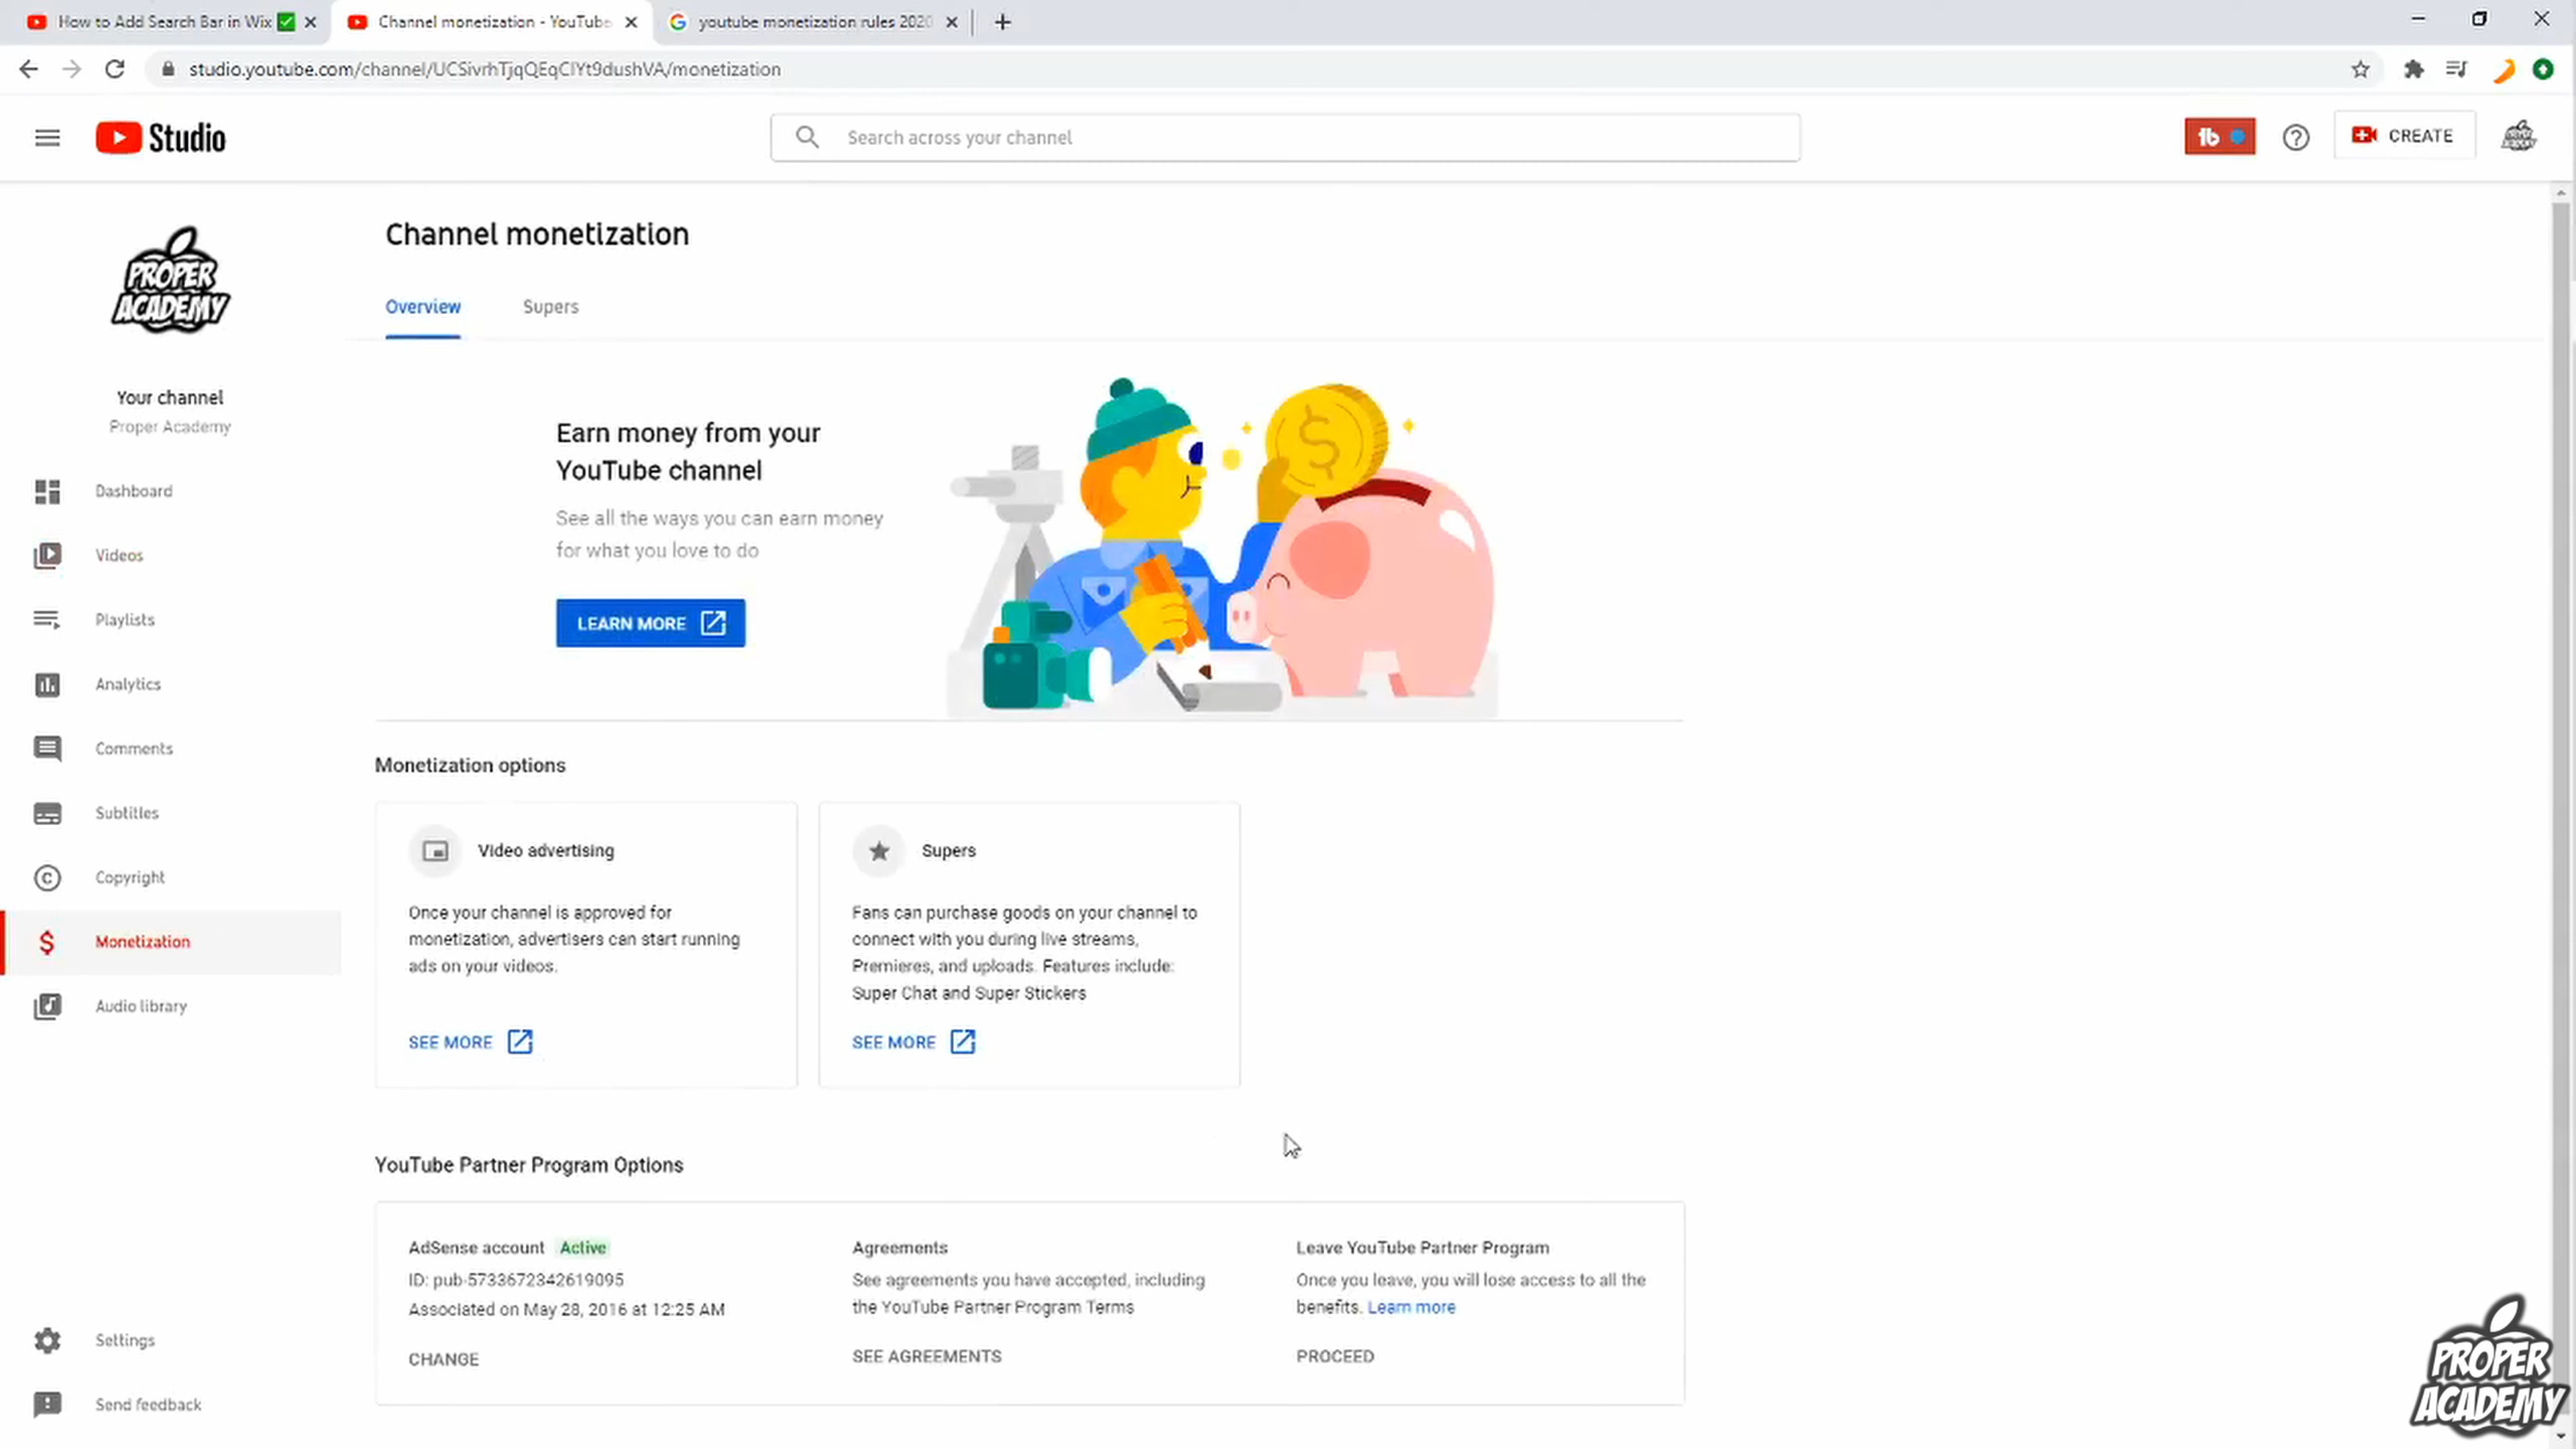 How to Add Search Bar in Wix
Channel monetization - YouTube
youtube monetization rules 2020
studio.youtube.com/channel/UCSivrhTjqQEqClYt9dushVA/monetization
Studio
Search across your channel
CREATE
PROPER
ACADEMY
Your channel
Proper Academy
Dashboard
Videos
Playlists
Analytics
Comments
Subtitles
Copyright
Monetization
Audio library
Settings
Send feedback
Channel monetization
Overview
Supers
Earn money from your
YouTube channel
See all the ways you can earn money
for what you love to do
LEARN MORE
Monetization options
Video advertising
Once your channel is approved for
monetization, advertisers can start running
ads on your videos.
SEE MORE
Supers
Fans can purchase goods on your channel to
connect with you during live streams,
Premieres, and uploads. Features include:
Super Chat and Super Stickers
SEE MORE
YouTube Partner Program Options
AdSense account Active
ID: pub-5733672342619095
Associated on May 28, 2016 at 12:25 AM
CHANGE
Agreements
See agreements you have accepted, including
the YouTube Partner Program Terms
SEE AGREEMENTS
Leave YouTube Partner Program
Once you leave, you will lose access to all the
benefits. Learn more
PROCEED
PROPER
ACADEMY